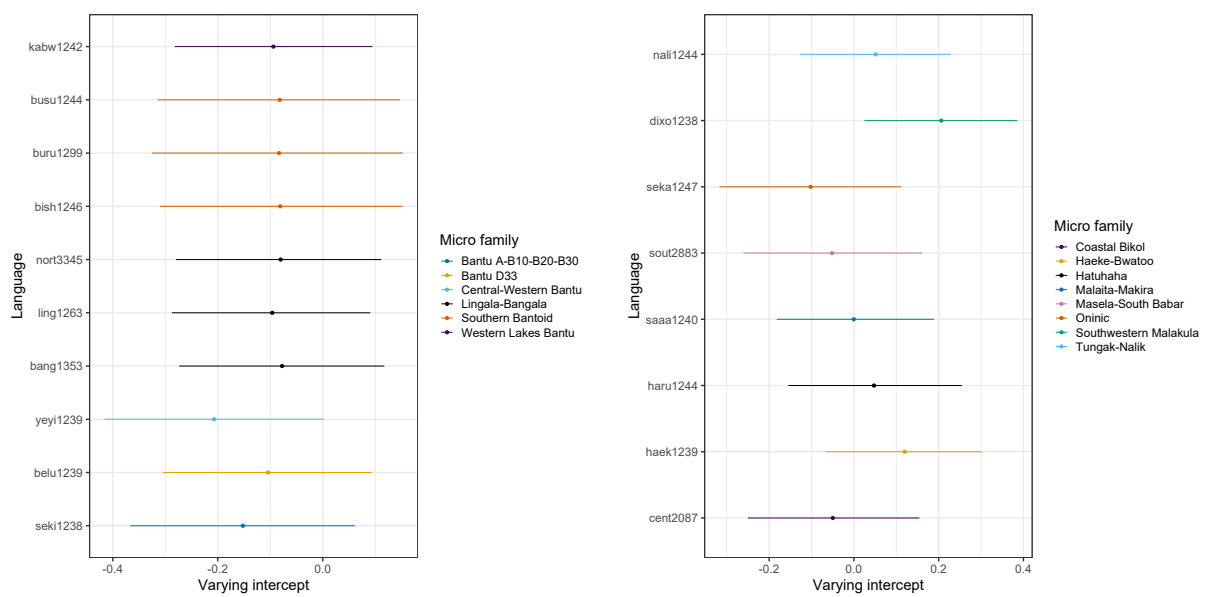 Language
kabw1242
busu1244
buru1299
bish1246
nort3345
ling1263
bang1353
yeyi1239
belu1239
seki1238
-0.4
-0.2
0.0
Varying intercept
Micro family
Bantu A-B10-B20-B30
Bantu D33
Central-Western Bantu
Lingala-Bangala
Southern Bantoid
Western Lakes Bantu
Language
nali1244
dixo1238
seka1247
sout2883
saaa1240
haru1244
haek1239
cent2087
-0.2
0.0
0.2
0.4
Varying intercept
Micro family
Coastal Bikol
Haeke-Bwatoo
Hatuhaha
Malaita-Makira
Masela-South Babar
Oninic
Southwestern Malakula
Tungak-Nalik